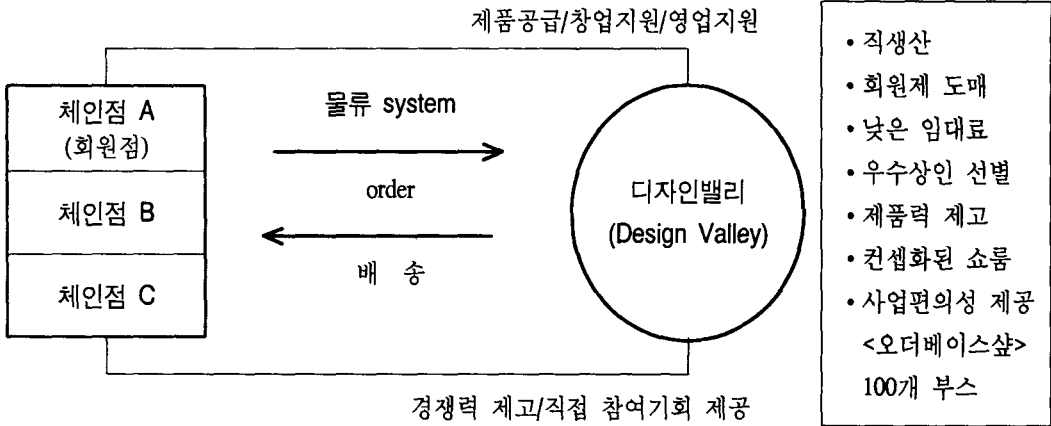 제품공급/창업지원/영업지원
체인점 A
(회원점)
체인점 B
체인점 C
물류 system
order
배 송
디자인밸리
(Design Valley)
경쟁력 제고/직접 참여기회 제공
• 직생산
• 회원제 도매
• 낮은 임대료
• 우수상인 선별
• 제품력 제고
• 컨셉화된 쇼룸
• 사업편의성 제공
<오더베이스샾>
100개 부스